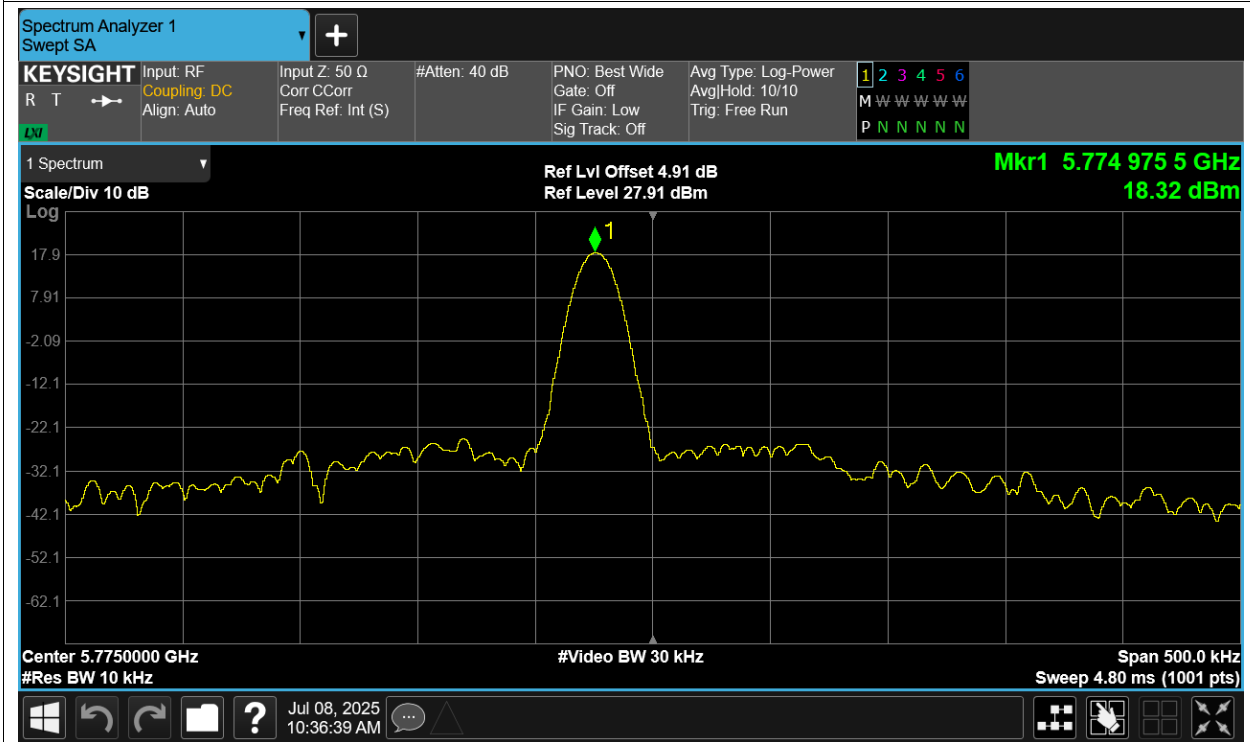 Spectrum Analyzer 1
Swept SA
+
KEYSIGHT
R T
LXI
Input: RF
Coupling: DC
Align: Auto
Input Z: 50 Ω
Corr CCorr
Freq Ref: Int (S)
#Atten: 40 dB
PNO: Best Wide
Gate: Off
IF Gain: Low
Sig Track: Off
Avg Type: Log-Power
Avg|Hold: 10/10
Trig: Free Run
1 2 3 4 5 6
M W W W W W
P N N N N N
1 Spectrum
Scale/Div 10 dB
Log
Ref Lvl Offset 4.91 dB
Ref Level 27.91 dBm
Mkr1 5.774 975 5 GHz
18.32 dBm
1
17.9
7.91
-2.09
-12.1
-22.1
-32.1
-42.1
-52.1
-62.1
Center 5.7750000 GHz
#Res BW 10 kHz
#Video BW 30 kHz
Span 500.0 kHz
Sweep 4.80 ms (1001 pts)
?
Jul 08, 2025
10:36:39 AM